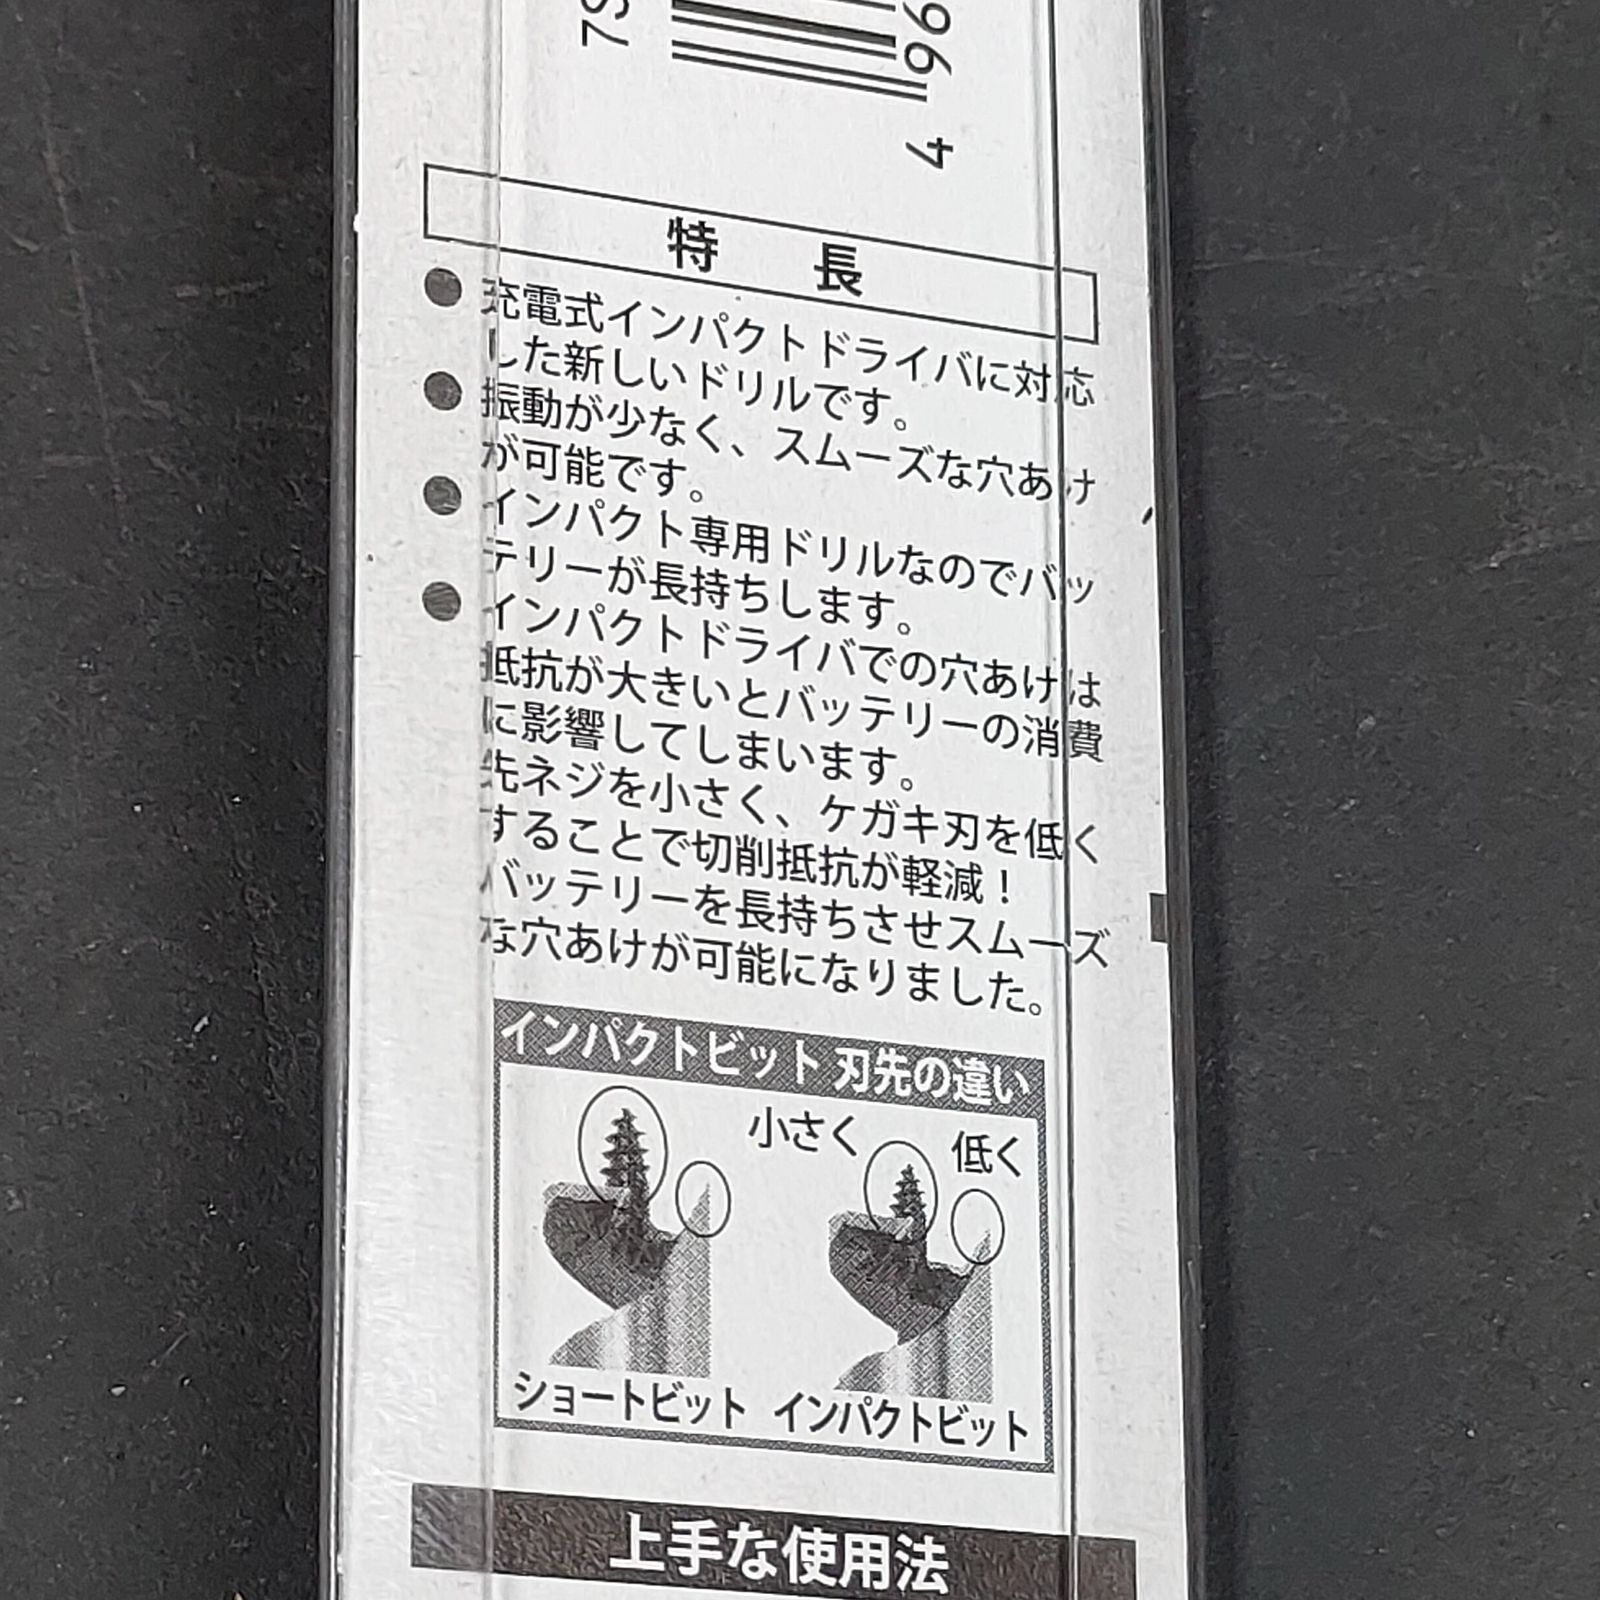 特 長
●充電式インパクトドライバに対応
した新しいドリルです。
●振動が少なく、スムーズな穴あけ
が可能です。
●インパクト専用ドリルなのでバッ
テリーが長持ちします。
●インパクトドライバでの穴あけは
抵抗が大きいとバッテリーの消費
に影響してしまいます。
先ネジを小さく、ケガキ刃を低く
することで切削抵抗が軽減！
バッテリーを長持ちさせスムーズ
な穴あけが可能になりました。
インパクトビット 刃先の違い
小さく 低く
ショートビット インパクトビット
上手な使用法